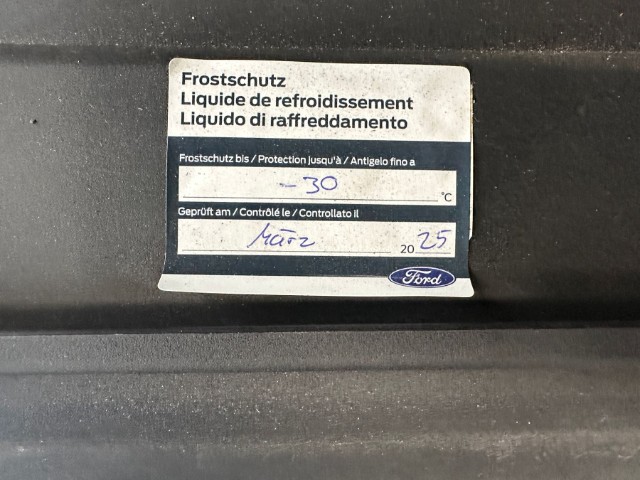 Frostschutz
Liquide de refroidissement
Liquido di raffreddamento
Frostschutz bis / Protection jusqu'à / Antigelo fino a
-30 °C
Geprüft am / Contrôlé le / Controllato il
März 2025
Ford